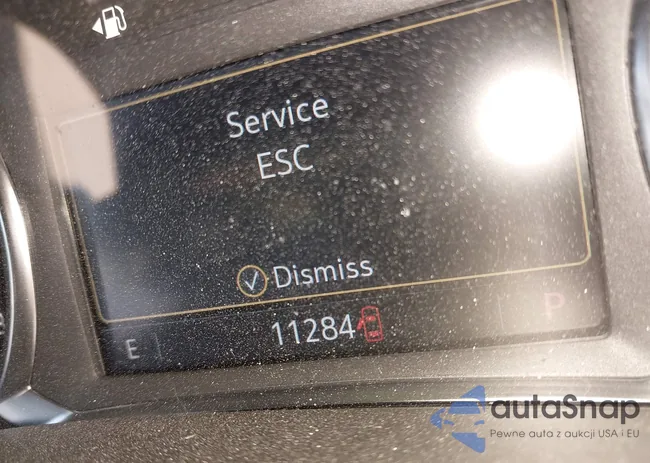 Service
ESC
Dismiss
11284
E
P
autaSnap
Pewne auta z aukcji USA i EU